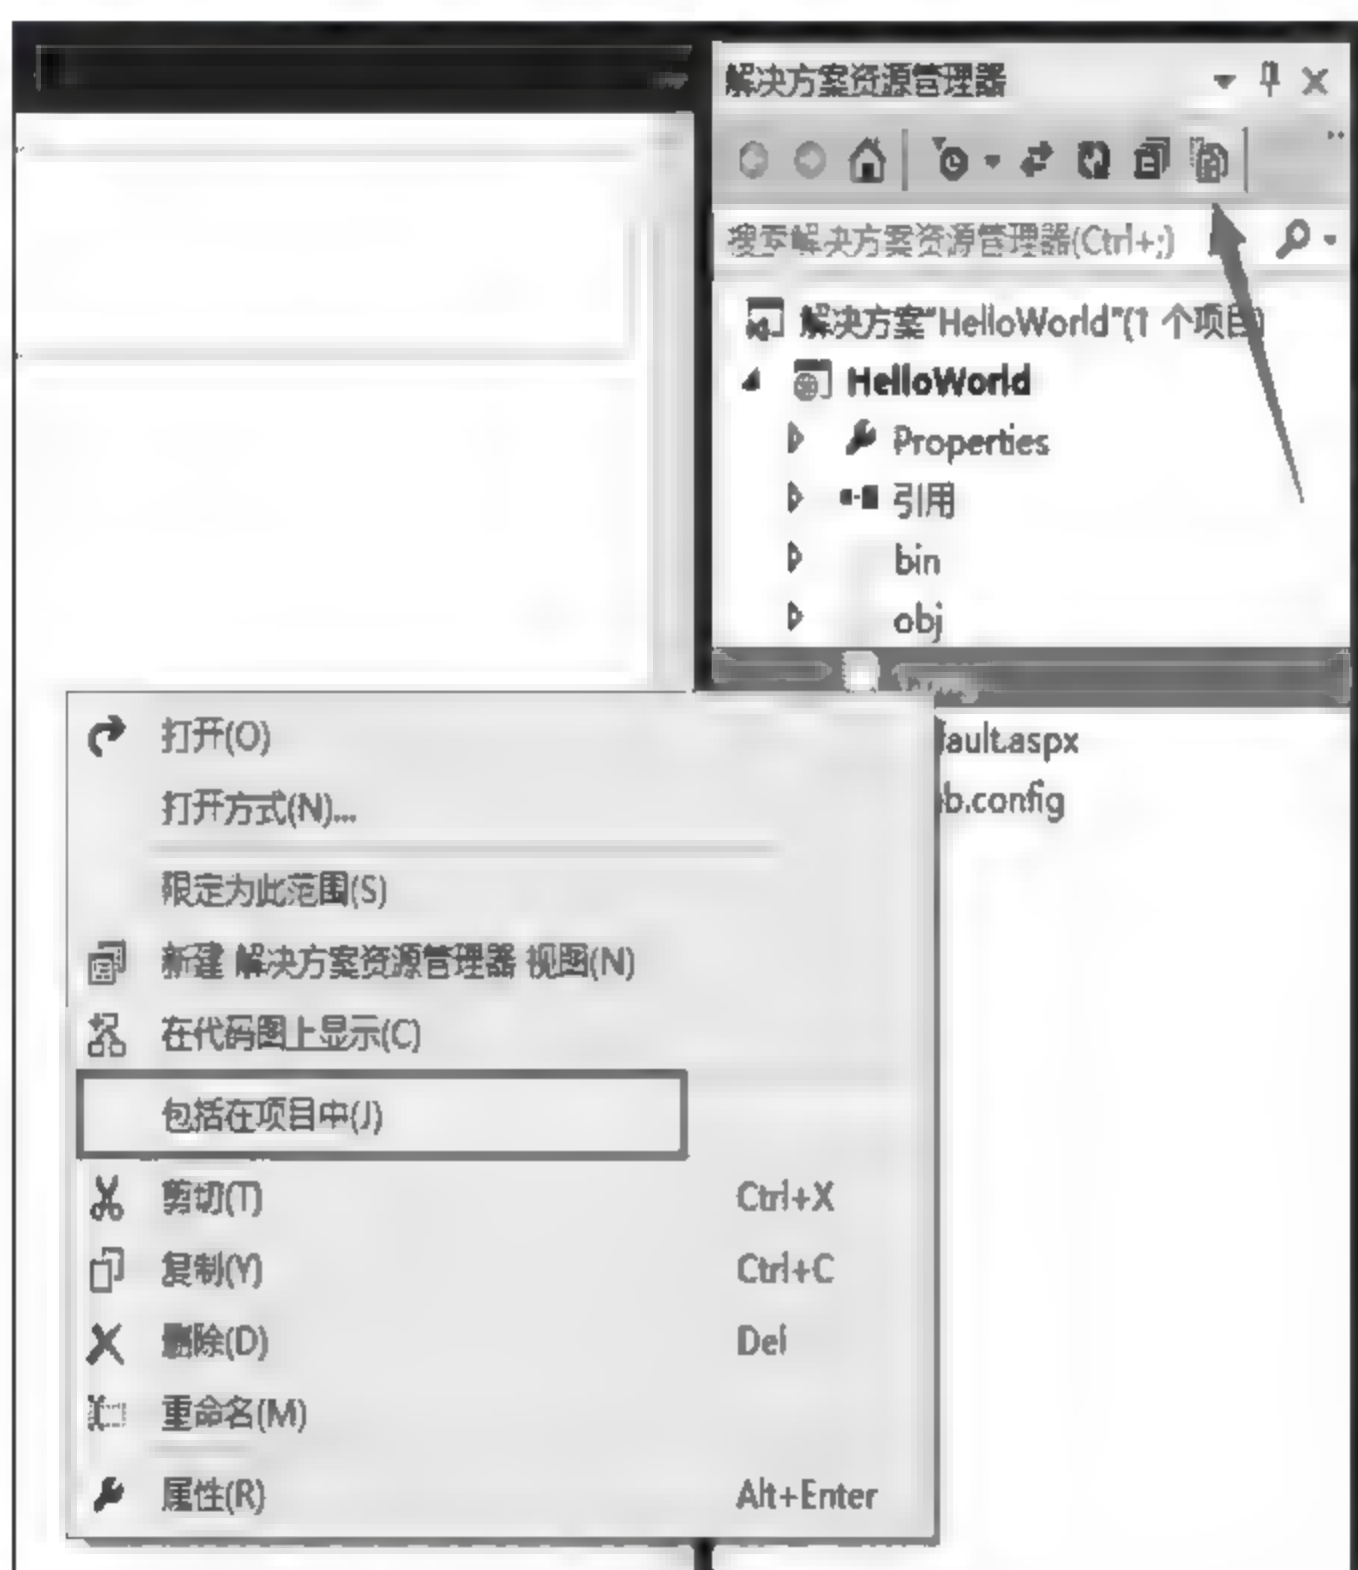 解决方案资源管理器
搜索解决方案资源管理器(Ctrl+;)
解决方案"HelloWorld"(1 个项目)
HelloWorld
Properties
引用
bin
obj
fault.aspx
b.config
打开(O)
打开方式(N)...
限定为此范围(S)
新建 解决方案资源管理器 视图(N)
在代码图上显示(C)
包括在项目中(J)
剪切(T) Ctrl+X
复制(Y) Ctrl+C
删除(D) Del
重命名(M)
属性(R) Alt+Enter